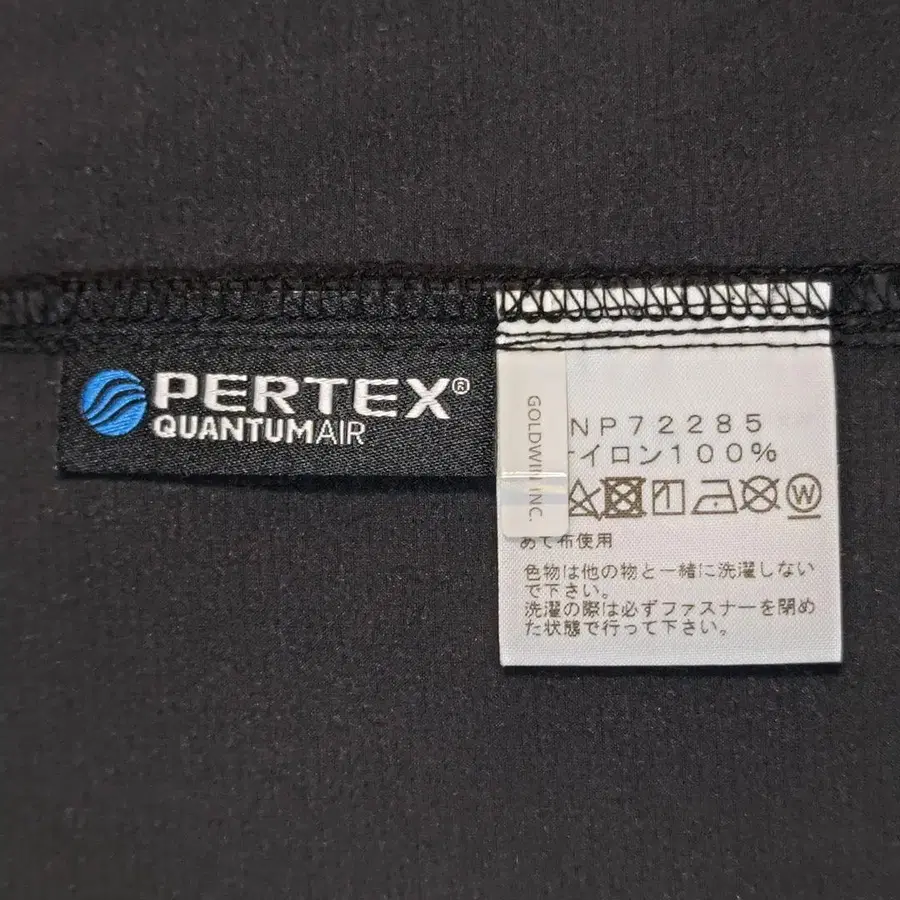 PERTEX®
QUANTUMAIR
GOLDWIN INC.
NP72285
イロン100%
W
あて布使用
色物は他の物と一緒に洗濯しない
で下さい。
洗濯の際は必ずファスナーを閉め
た状態で行って下さい。